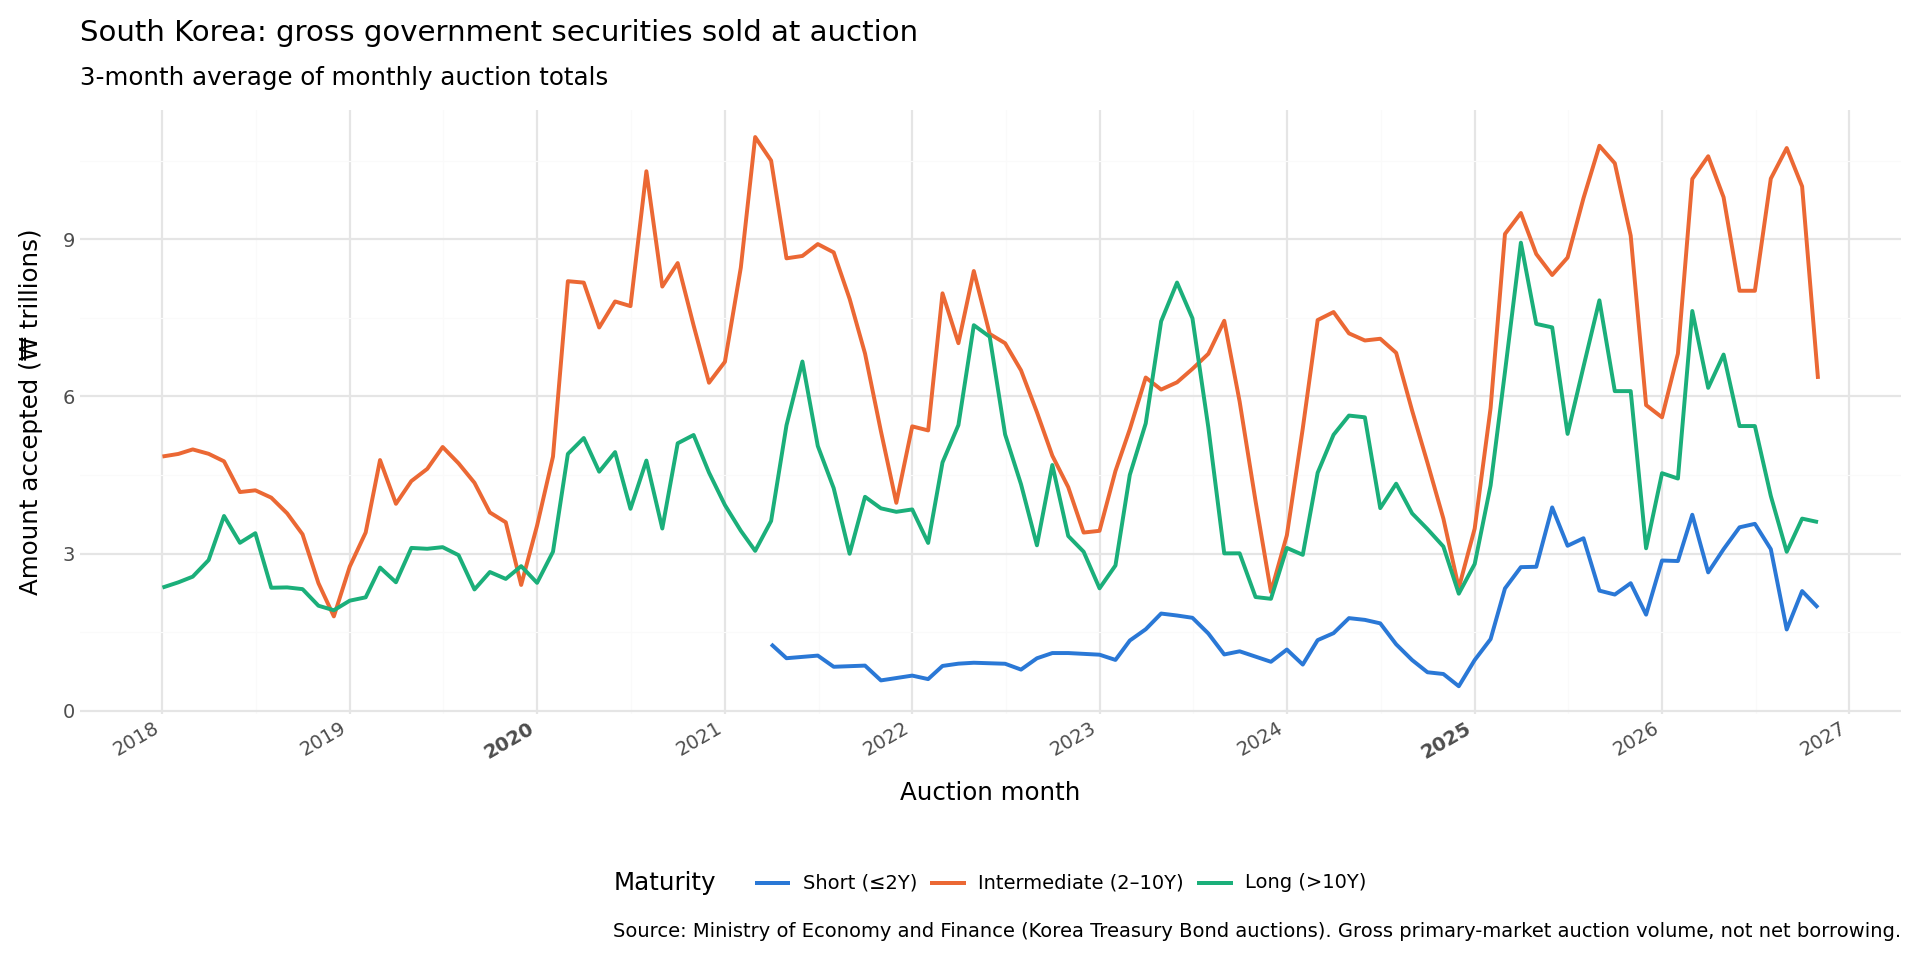 South Korea: gross government securities sold at auction
3-month average of monthly auction totals
Amount accepted (₩ trillions)
9
6
3
0
2018 2019 2020 2021 2022 2023 2024 2025 2026 2027
Auction month
Maturity Short (≤2Y) Intermediate (2–10Y) Long (>10Y)
Source: Ministry of Economy and Finance (Korea Treasury Bond auctions). Gross primary-market auction volume, not net borrowing.